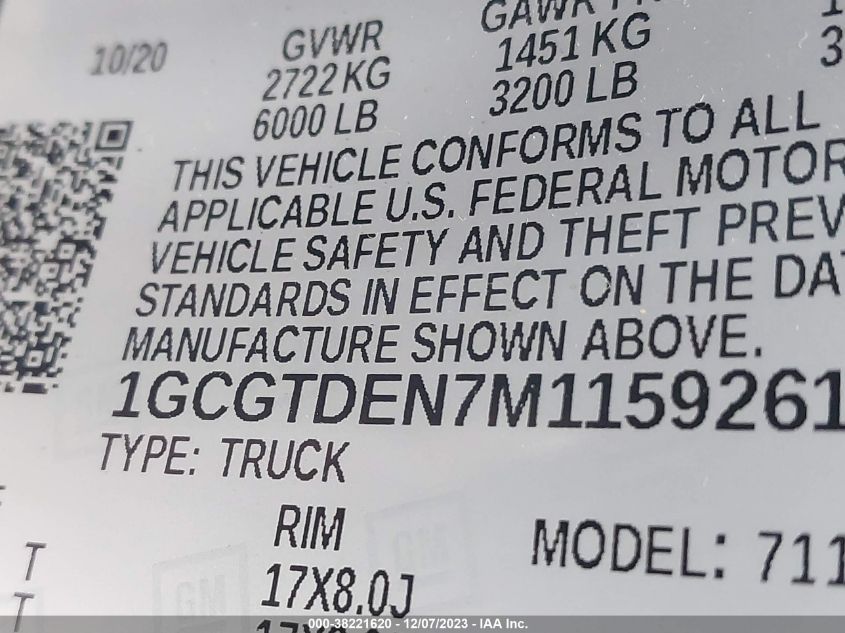 10/20 GVWR GAWR
2722 KG 1451 KG
6000 LB 3200 LB
THIS VEHICLE CONFORMS TO ALL
APPLICABLE U.S. FEDERAL MOTOR
VEHICLE SAFETY AND THEFT PREV
STANDARDS IN EFFECT ON THE DA
MANUFACTURE SHOWN ABOVE.
1GCGTDEN7M1159261
TYPE: TRUCK
RIM MODEL: 711
T 17X8.0J
T
GM GM
000-38221620 - 12/07/2023 - IAA Inc.